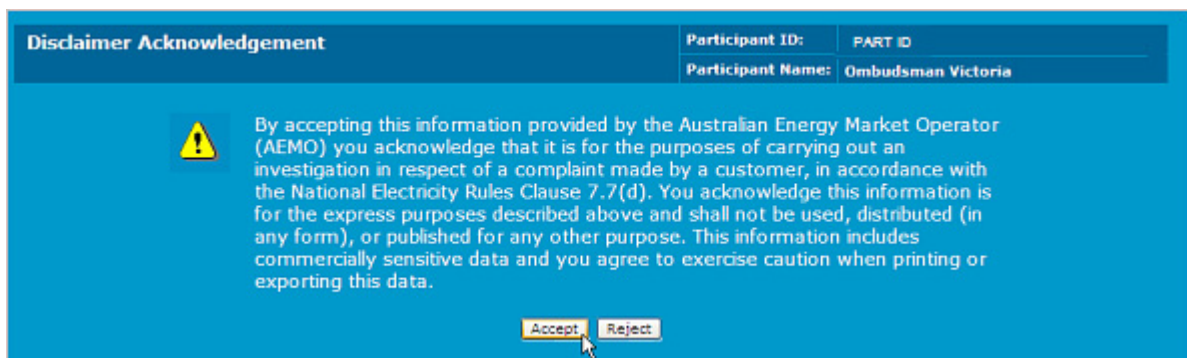 Disclaimer Acknowledgement
Participant ID: PART ID
Participant Name: Ombudsman Victoria
By accepting this information provided by the Australian Energy Market Operator
(AEMO) you acknowledge that it is for the purposes of carrying out an
investigation in respect of a complaint made by a customer, in accordance with
the National Electricity Rules Clause 7.7(d). You acknowledge this information is
for the express purposes described above and shall not be used, distributed (in
any form), or published for any other purpose. This information includes
commercially sensitive data and you agree to exercise caution when printing or
exporting this data.
Accept Reject